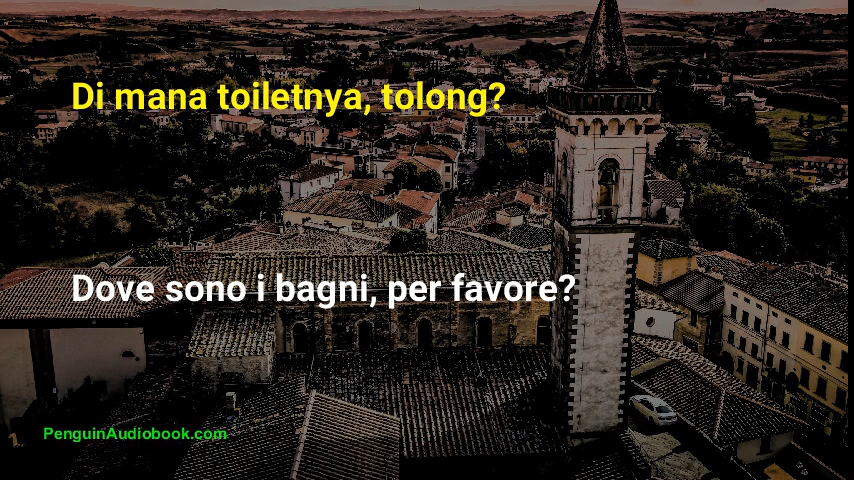 Di mana toiletnya, tolong?
Dove sono i bagni, per favore?
PenguinAudiobook.com